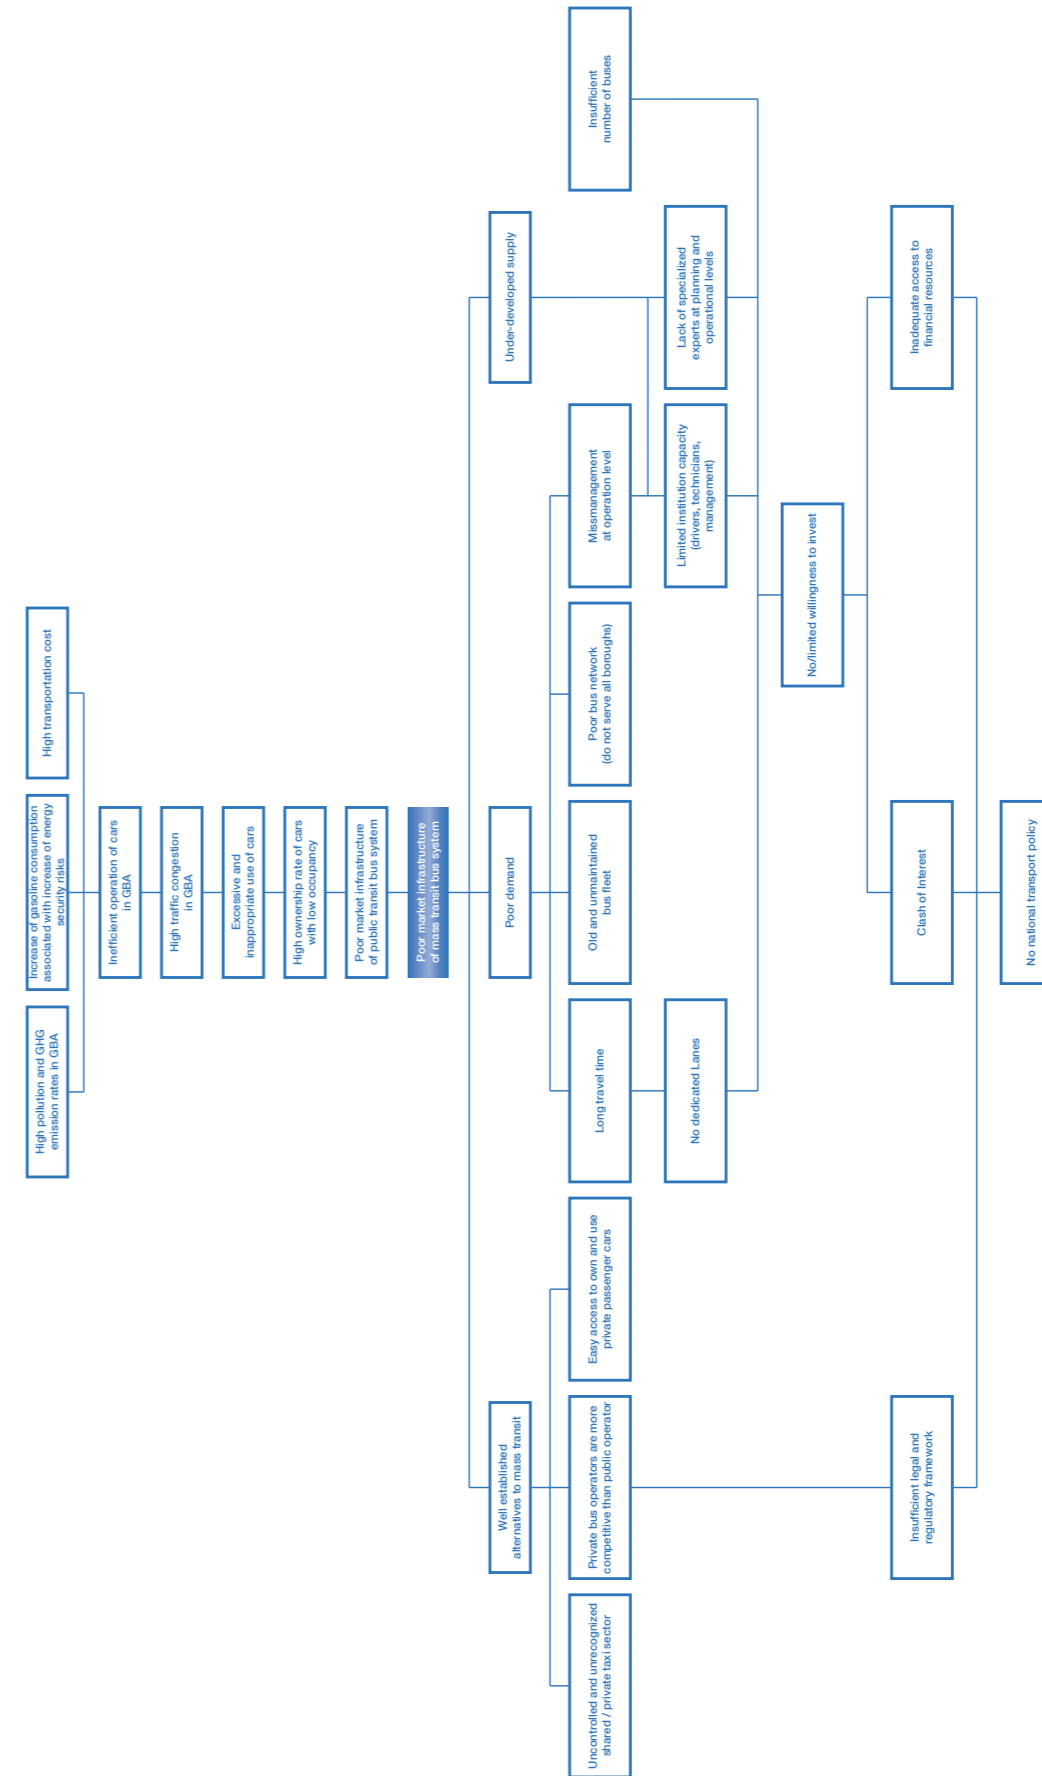 High pollution and GHG
emission rates in GBA
Increase of gasoline consumption
associated with increase of energy
security risks
High transportation cost
Inefficient operation of cars
in GBA
High traffic congestion
in GBA
Excessive and
inappropriate use of cars
High ownership rate of cars
with low occupancy
Poor market infrastructure
of public transit bus system
Poor market infrastructure
of mass transit bus system
Well established
alternatives to mass transit
Poor demand
Under-developed supply
Uncontrolled and unrecognized
shared / private taxi sector
Private bus operators are more
competitive than public operator
Easy access to own and use
private passenger cars
Long travel time
Old and unmaintained
bus fleet
Poor bus network
(do not serve all boroughs)
Missmanagement
at operation level
Insufficient
number of buses
No dedicated Lanes
Limited institution capacity
(drivers, technicians,
management)
Lack of specialized
experts at planning and
operational levels
No/limited willingness to invest
Insufficient legal and
regulatory framework
Clash of Interest
Inadequate access to
financial resources
No national transport policy